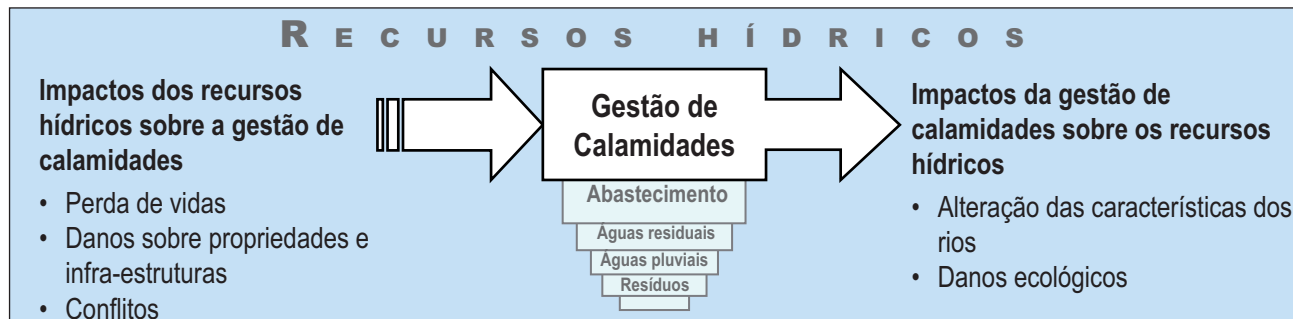 RECURSOS HÍDRICOS
Impactos dos recursos
hídricos sobre a gestão de
calamidades
• Perda de vidas
• Danos sobre propriedades e
infra-estruturas
• Conflitos
Gestão de
Calamidades
Abastecimento
Águas residuais
Águas pluviais
Resíduos
Impactos da gestão de
calamidades sobre os recursos
hídricos
• Alteração das características dos
rios
• Danos ecológicos